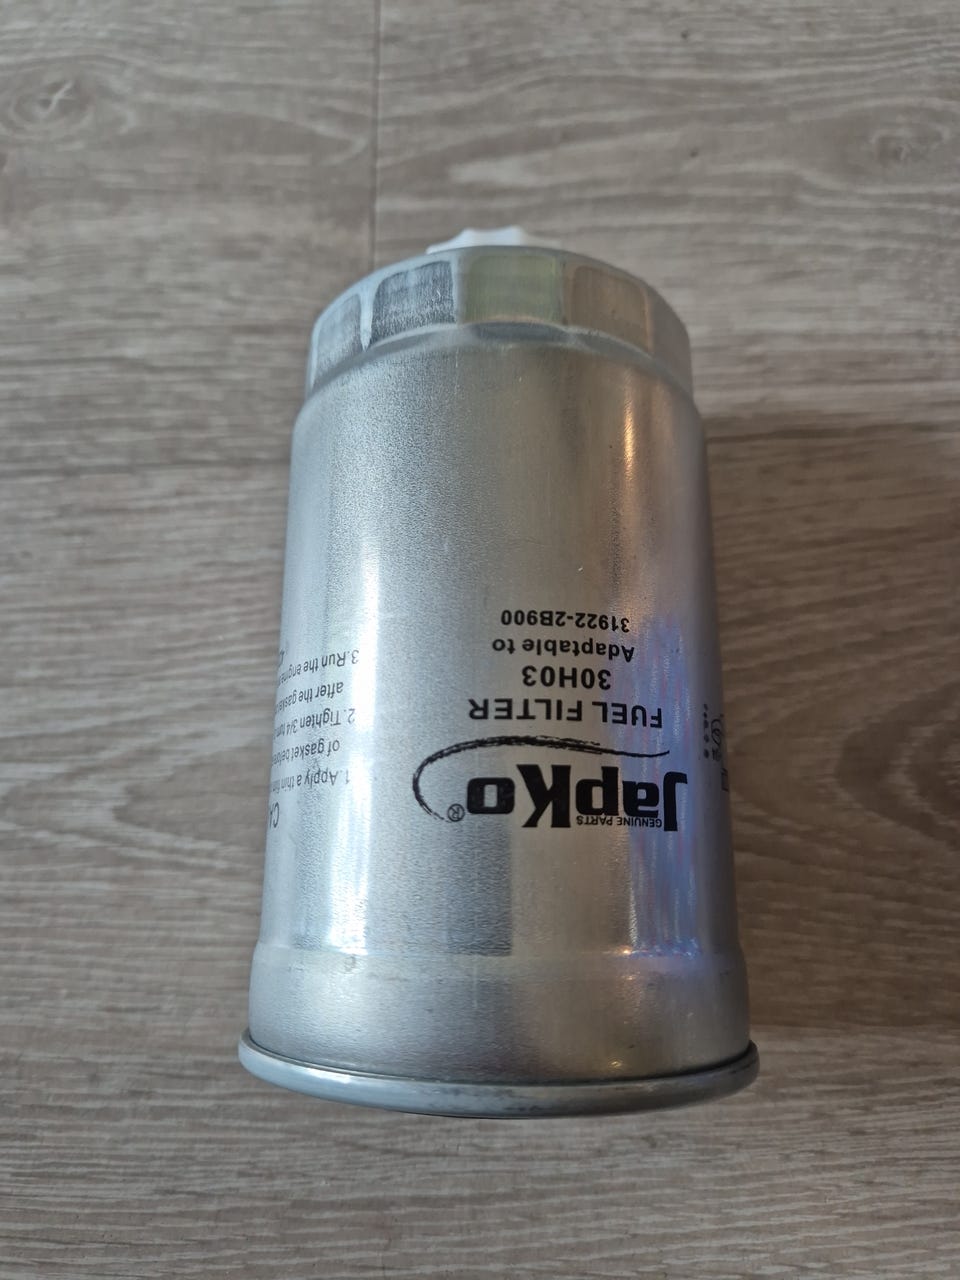 GENUINE PARTS
JapKo®
FUEL FILTER
30H03
Adaptable to
31922-2B900
CA
1.Apply a thin
of gasket
2.Tighten 3/4 turn
after the gasket
3.Run the engine